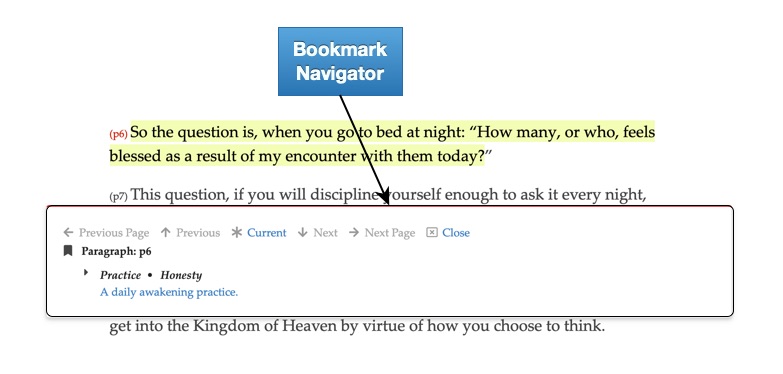 Bookmark
Navigator
(p6) So the question is, when you go to bed at night: “How many, or who, feels
blessed as a result of my encounter with them today?”
(p7) This question, if you will discipline yourself enough to ask it every night,
Previous Page Previous Current Next Next Page Close
Paragraph: p6
Practice • Honesty
A daily awakening practice.
get into the Kingdom of Heaven by virtue of how you choose to think.